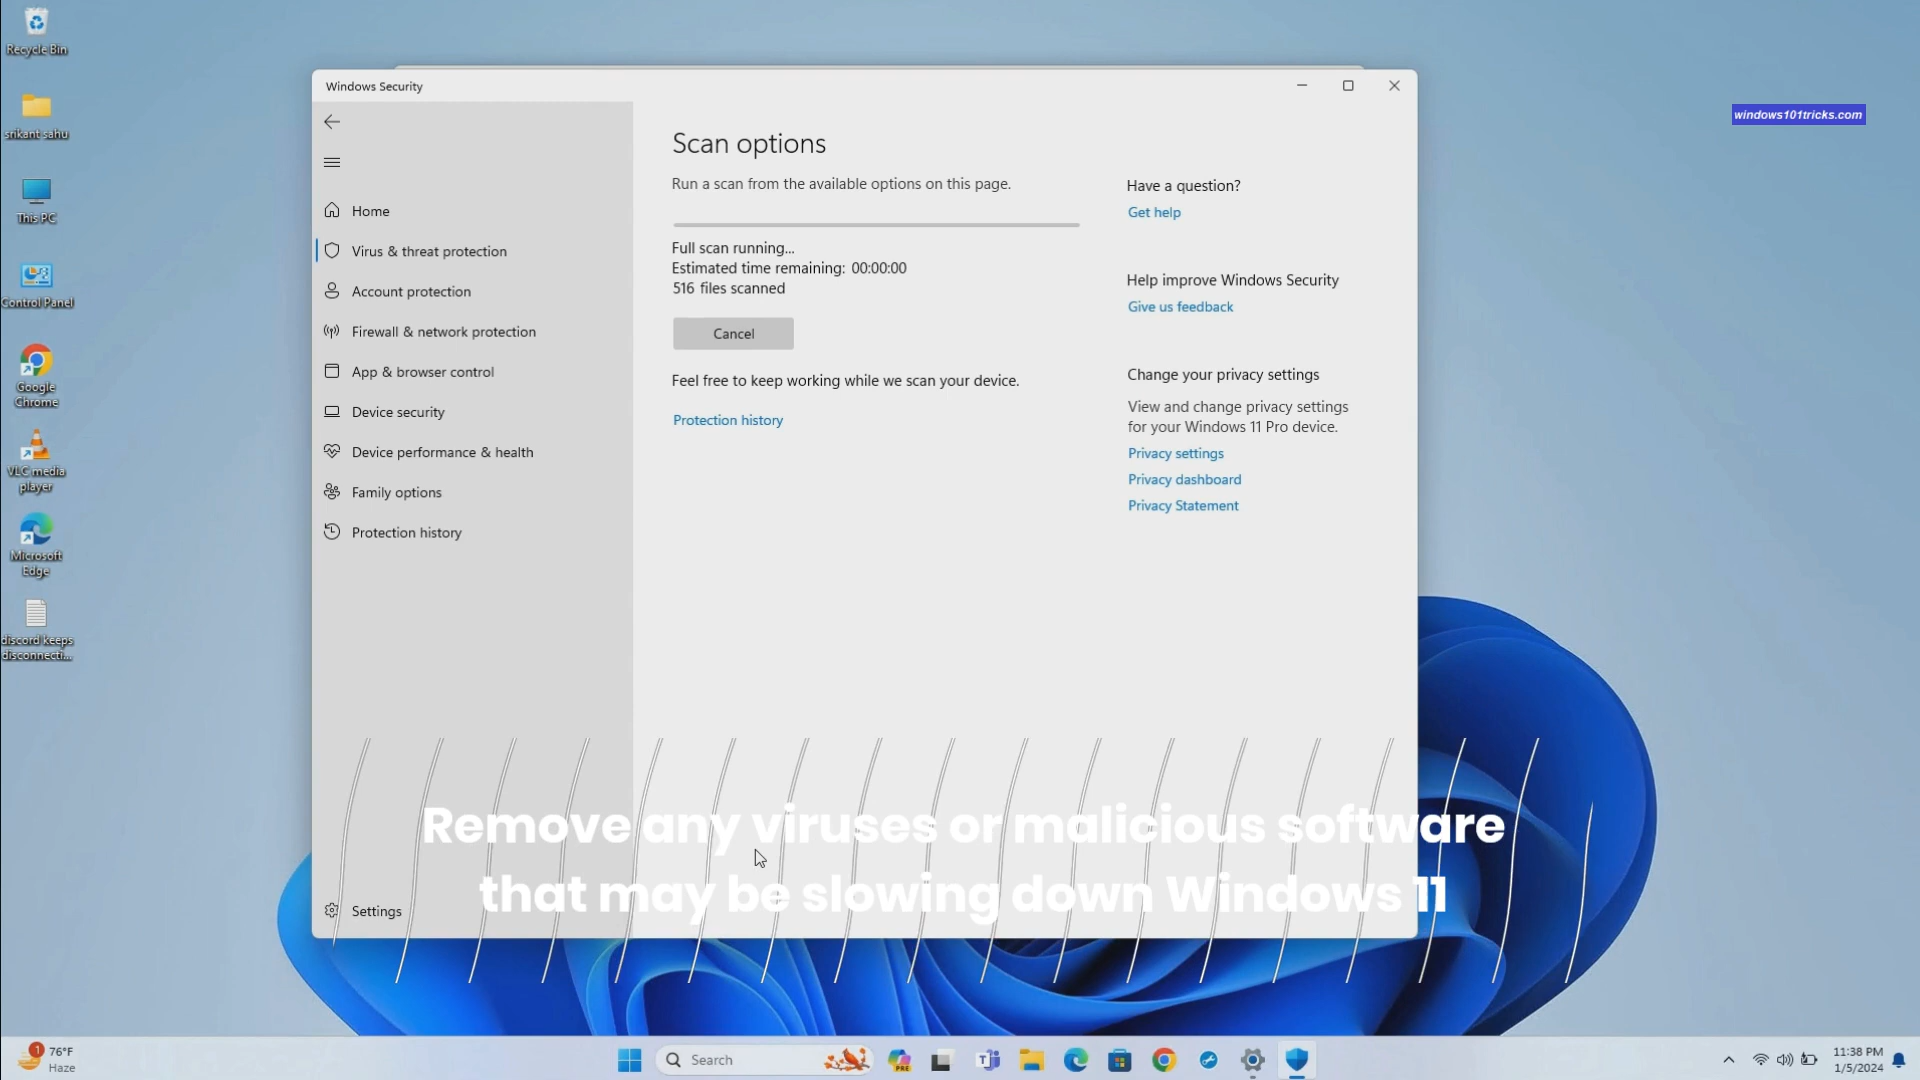 Recycle Bin
srikant sahu
This PC
Control Panel
Google
Chrome
VLC media
player
Microsoft
Edge
discord keeps
disconnecti...
Windows Security
Home
Virus & threat protection
Account protection
Firewall & network protection
App & browser control
Device security
Device performance & health
Family options
Protection history
Settings
Scan options
Run a scan from the available options on this page.
Full scan running...
Estimated time remaining: 00:00:00
516 files scanned
Cancel
Feel free to keep working while we scan your device.
Protection history
Have a question?
Get help
Help improve Windows Security
Give us feedback
Change your privacy settings
View and change privacy settings
for your Windows 11 Pro device.
Privacy settings
Privacy dashboard
Privacy Statement
windows101tricks.com
Remove any viruses or malicious software
that may be slowing down Windows 11
1
76°F
Haze
Search
PRE
11:38 PM
1/5/2024